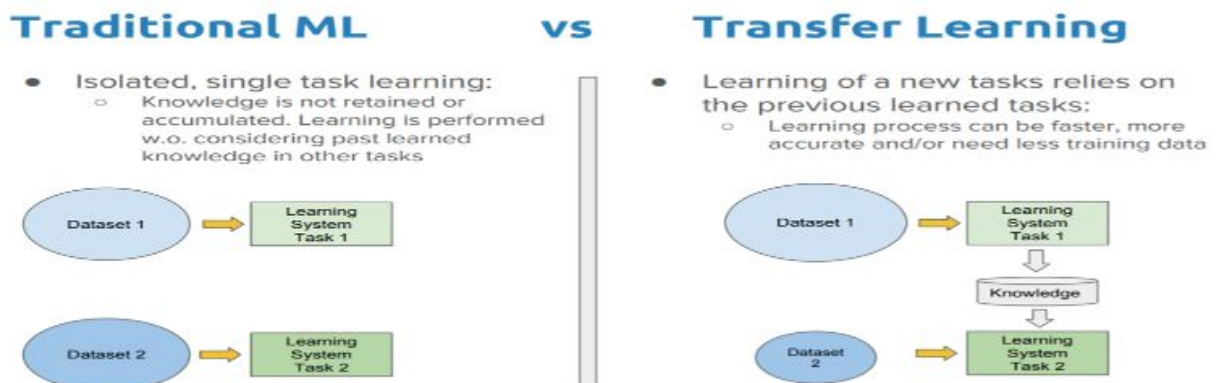 Traditional ML vs Transfer Learning
● Isolated, single task learning:
○ Knowledge is not retained or
accumulated. Learning is performed
w.o. considering past learned
knowledge in other tasks
● Learning of a new tasks relies on
the previous learned tasks:
○ Learning process can be faster, more
accurate and/or need less training data
Dataset 1
Learning
System
Task 1
Dataset 2
Learning
System
Task 2
Dataset 1
Learning
System
Task 1
Knowledge
Dataset
2
Learning
System
Task 2